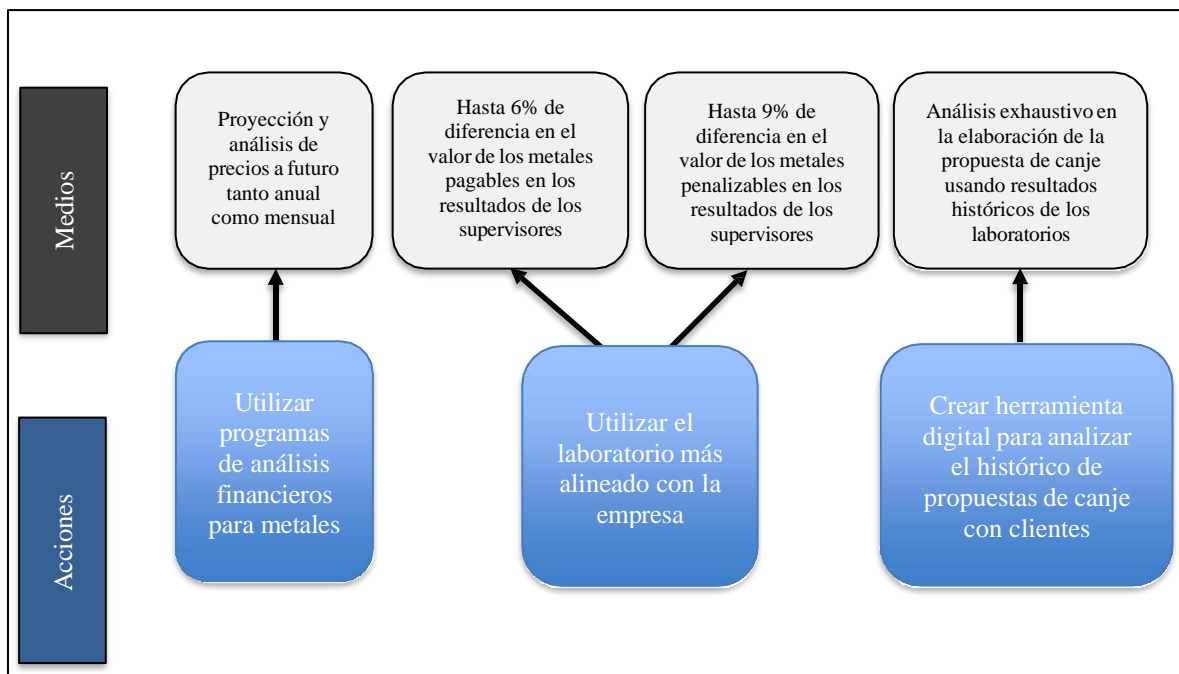 Medios
Proyección y
análisis de
precios a futuro
tanto anual
como mensual
Hasta 6% de
diferencia en el
valor de los metales
pagables en los
resultados de los
supervisores
Hasta 9% de
diferencia en el
valor de los metales
penalizables en los
resultados de los
supervisores
Análisis exhaustivo en
la elaboración de la
propuesta de canje
usando resultados
históricos de los
laboratorios
Acciones
Utilizar
programas
de análisis
financieros
para metales
Utilizar el
laboratorio más
alineado con la
empresa
Crear herramienta
digital para analizar
el histórico de
propuestas de canje
con clientes